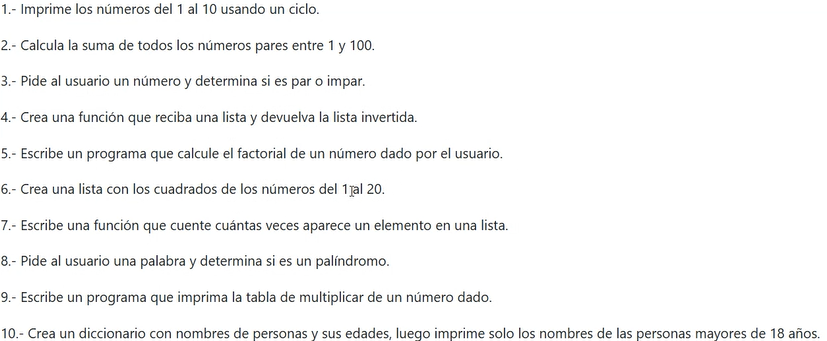 1.- Imprime los números del 1 al 10 usando un ciclo.
2.- Calcula la suma de todos los números pares entre 1 y 100.
3.- Pide al usuario un número y determina si es par o impar.
4.- Crea una función que reciba una lista y devuelva la lista invertida.
5.- Escribe un programa que calcule el factorial de un número dado por el usuario.
6.- Crea una lista con los cuadrados de los números del 1 al 20.
7.- Escribe una función que cuente cuántas veces aparece un elemento en una lista.
8.- Pide al usuario una palabra y determina si es un palíndromo.
9.- Escribe un programa que imprima la tabla de multiplicar de un número dado.
10.- Crea un diccionario con nombres de personas y sus edades, luego imprime solo los nombres de las personas mayores de 18 años.